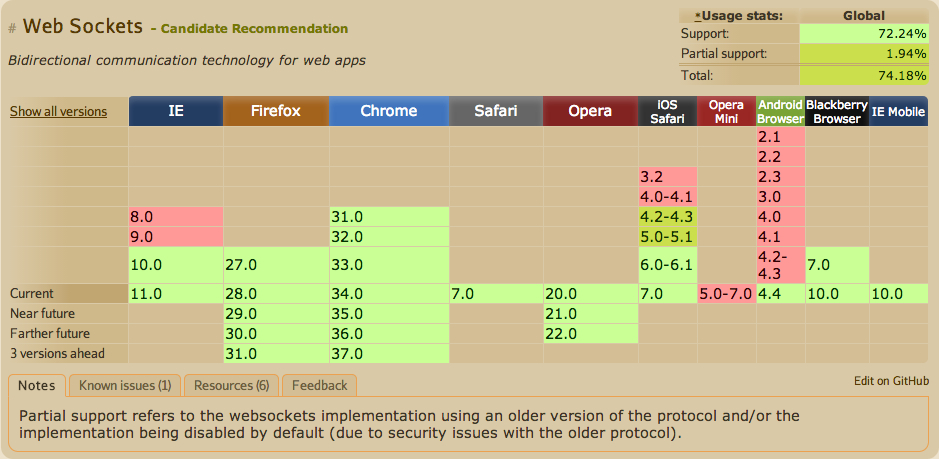 # Web Sockets - Candidate Recommendation
*Usage stats: Global
Support: 72.24%
Partial support: 1.94%
Total: 74.18%
Bidirectional communication technology for web apps
Show all versions IE Firefox Chrome Safari Opera iOS Safari Opera Mini Android Browser Blackberry Browser IE Mobile
2.1
2.2
3.2 2.3
4.0-4.1 3.0
8.0 31.0 4.2-4.3 4.0
9.0 32.0 5.0-5.1 4.1
10.0 27.0 33.0 6.0-6.1 4.2-4.3 7.0
Current 11.0 28.0 34.0 7.0 20.0 7.0 5.0-7.0 4.4 10.0 10.0
Near future 29.0 35.0 21.0
Farther future 30.0 36.0 22.0
3 versions ahead 31.0 37.0
Notes Known issues (1) Resources (6) Feedback Edit on GitHub
Partial support refers to the websockets implementation using an older version of the protocol and/or the
implementation being disabled by default (due to security issues with the older protocol).